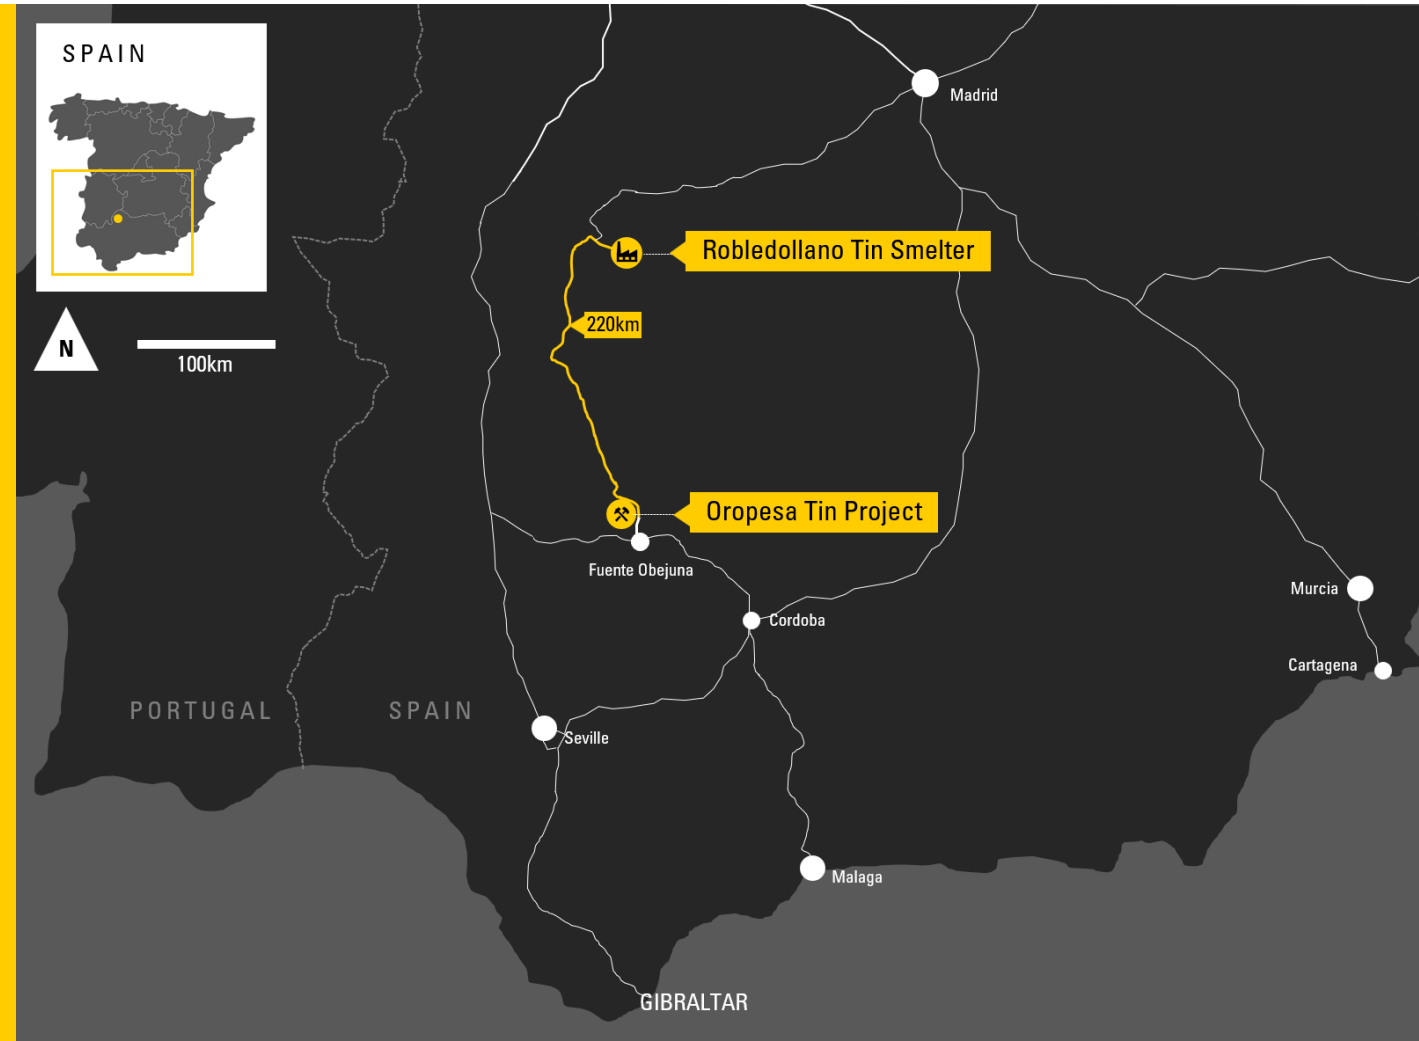 SPAIN
Madrid
Robledollano Tin Smelter
220km
N
100km
Oropesa Tin Project
Fuente Obejuna
Murcia
Cordoba
Cartagena
PORTUGAL
SPAIN
Seville
Malaga
GIBRALTAR